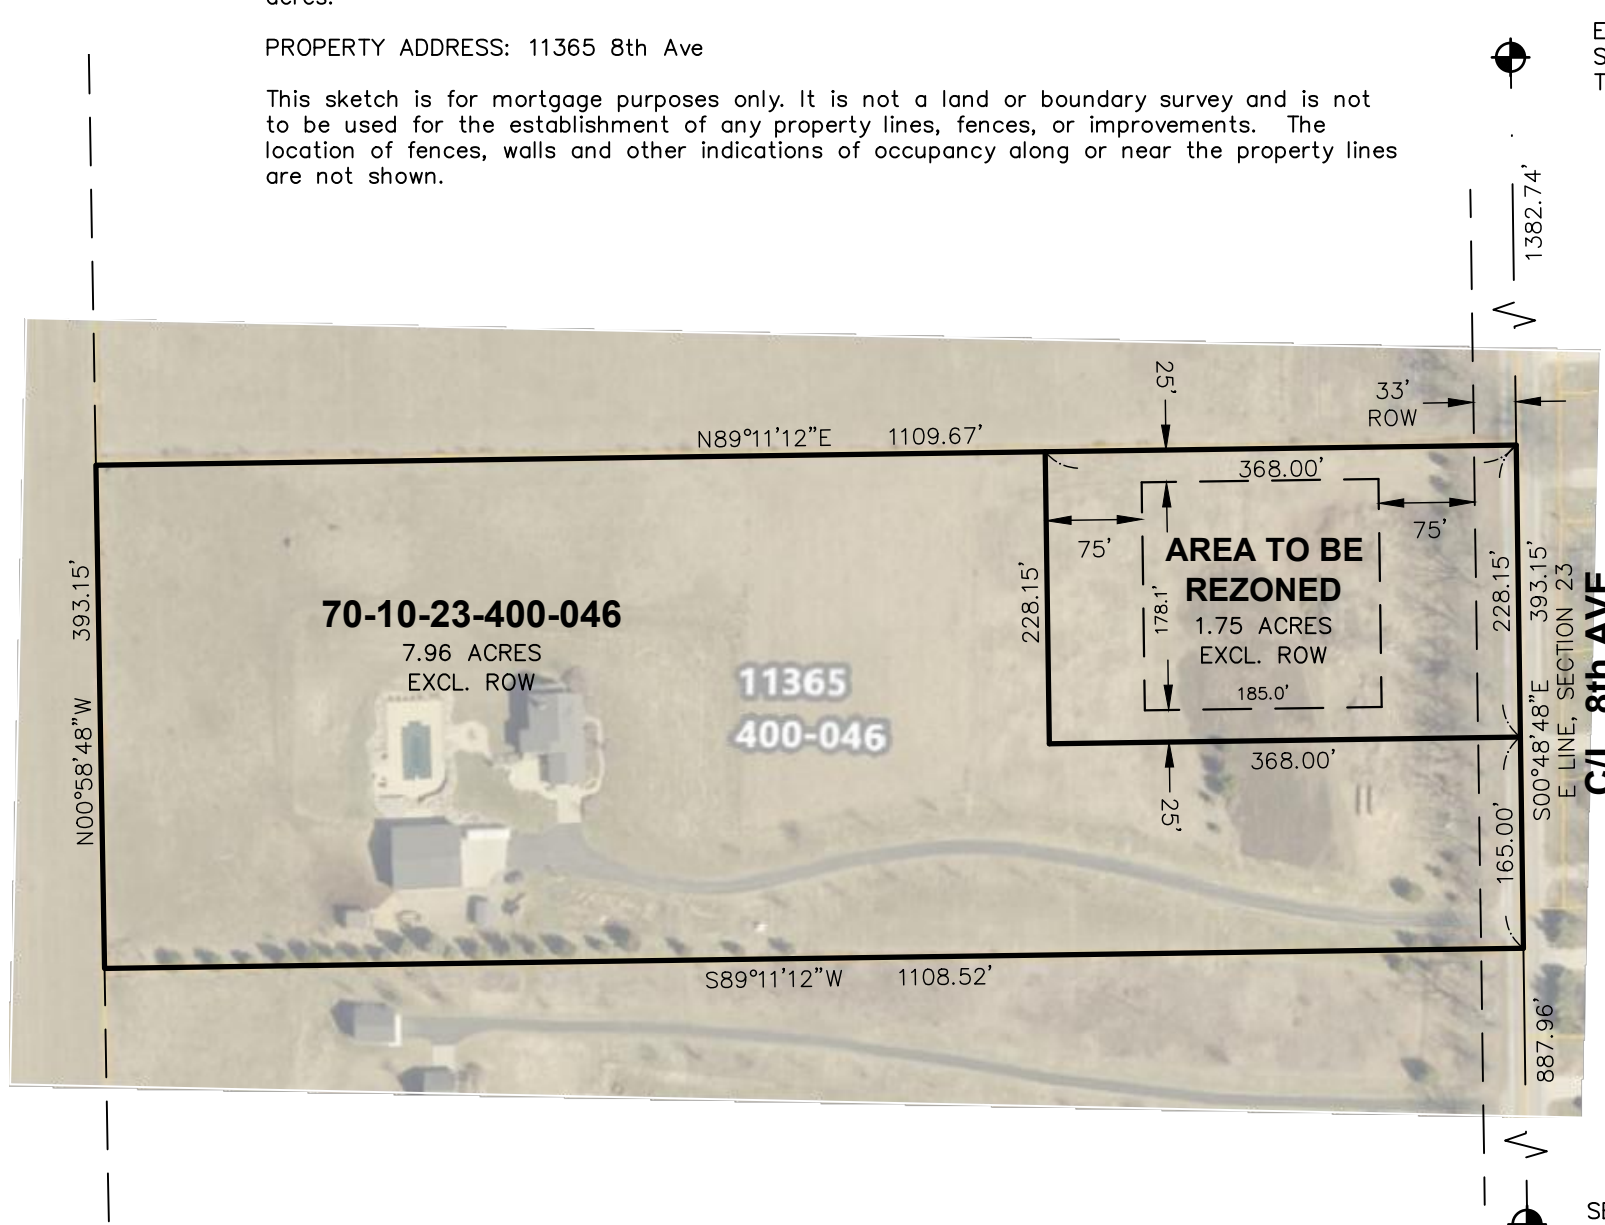 acres.
PROPERTY ADDRESS: 11365 8th Ave
This sketch is for mortgage purposes only. It is not a land or boundary survey and is not
to be used for the establishment of any property lines, fences, or improvements. The
location of fences, walls and other indications of occupancy along or near the property lines
are not shown.
E
S
T
1382.74'
25'
33'
ROW
N89°11'12"E 1109.67'
368.00'
75'
75'
AREA TO BE
REZONED
1.75 ACRES
EXCL. ROW
178.1'
185.0'
228.15'
228.15'
393.15'
S00°48'48"E
E LINE, SECTION 23
C/L 8th AVE
393.15'
N00°58'48"W
70-10-23-400-046
7.96 ACRES
EXCL. ROW
11365
400-046
368.00'
25'
165.00'
S89°11'12"W 1108.52'
887.96'
SE